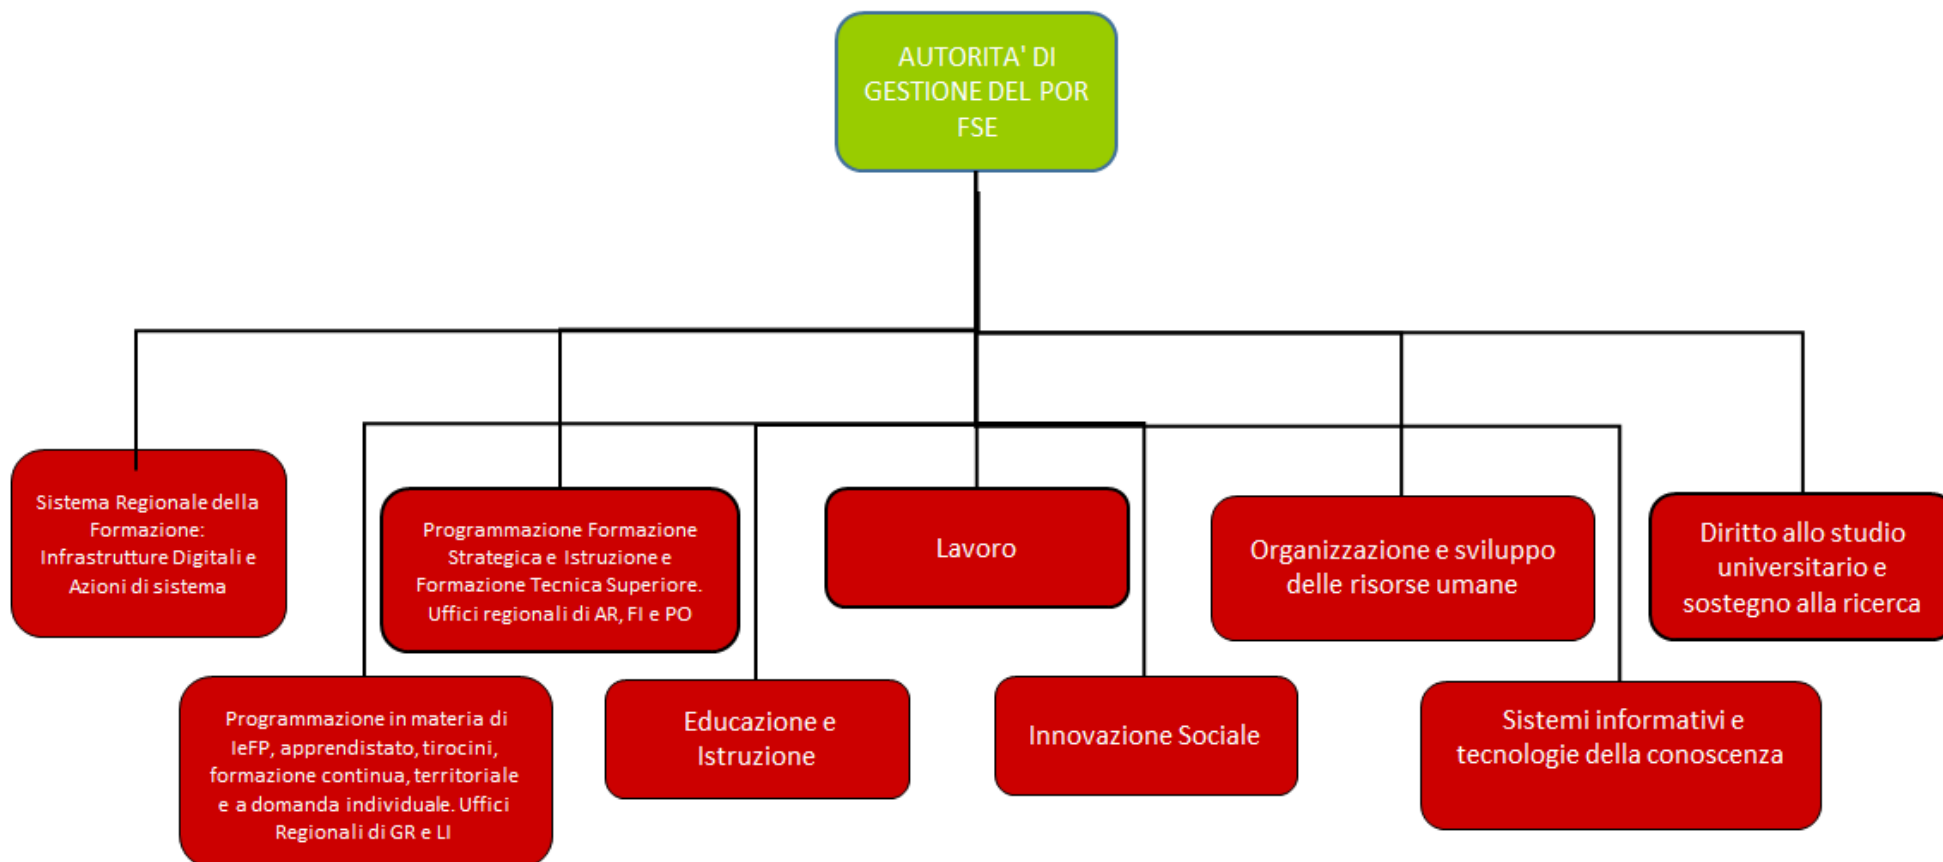 AUTORITA' DI
GESTIONE DEL POR
FSE
Sistema Regionale della
Formazione:
Infrastrutture Digitali e
Azioni di sistema
Programmazione Formazione
Strategica e Istruzione e
Formazione Tecnica Superiore.
Uffici regionali di AR, FI e PO
Lavoro
Organizzazione e sviluppo
delle risorse umane
Diritto allo studio
universitario e
sostegno alla ricerca
Programmazione in materia di
IeFP, apprendistato, tirocini,
formazione continua, territoriale
e a domanda individuale. Uffici
Regionali di GR e LI
Educazione e
Istruzione
Innovazione Sociale
Sistemi informativi e
tecnologie della conoscenza